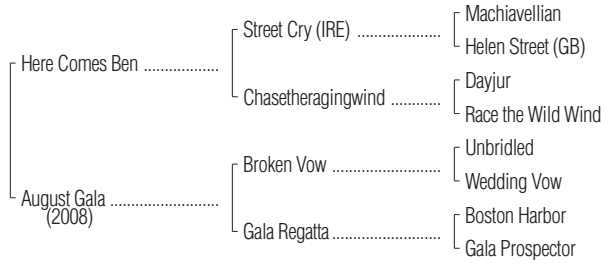 Machiavellian
Street Cry (IRE) ....................
Helen Street (GB)
Here Comes Ben ..................
Dayjur
Chasetheragingwind ............
Race the Wild Wind
Unbridled
Broken Vow ..........................
Wedding Vow
August Gala ..........................
(2008)
Boston Harbor
Gala Regatta ..........................
Gala Prospector